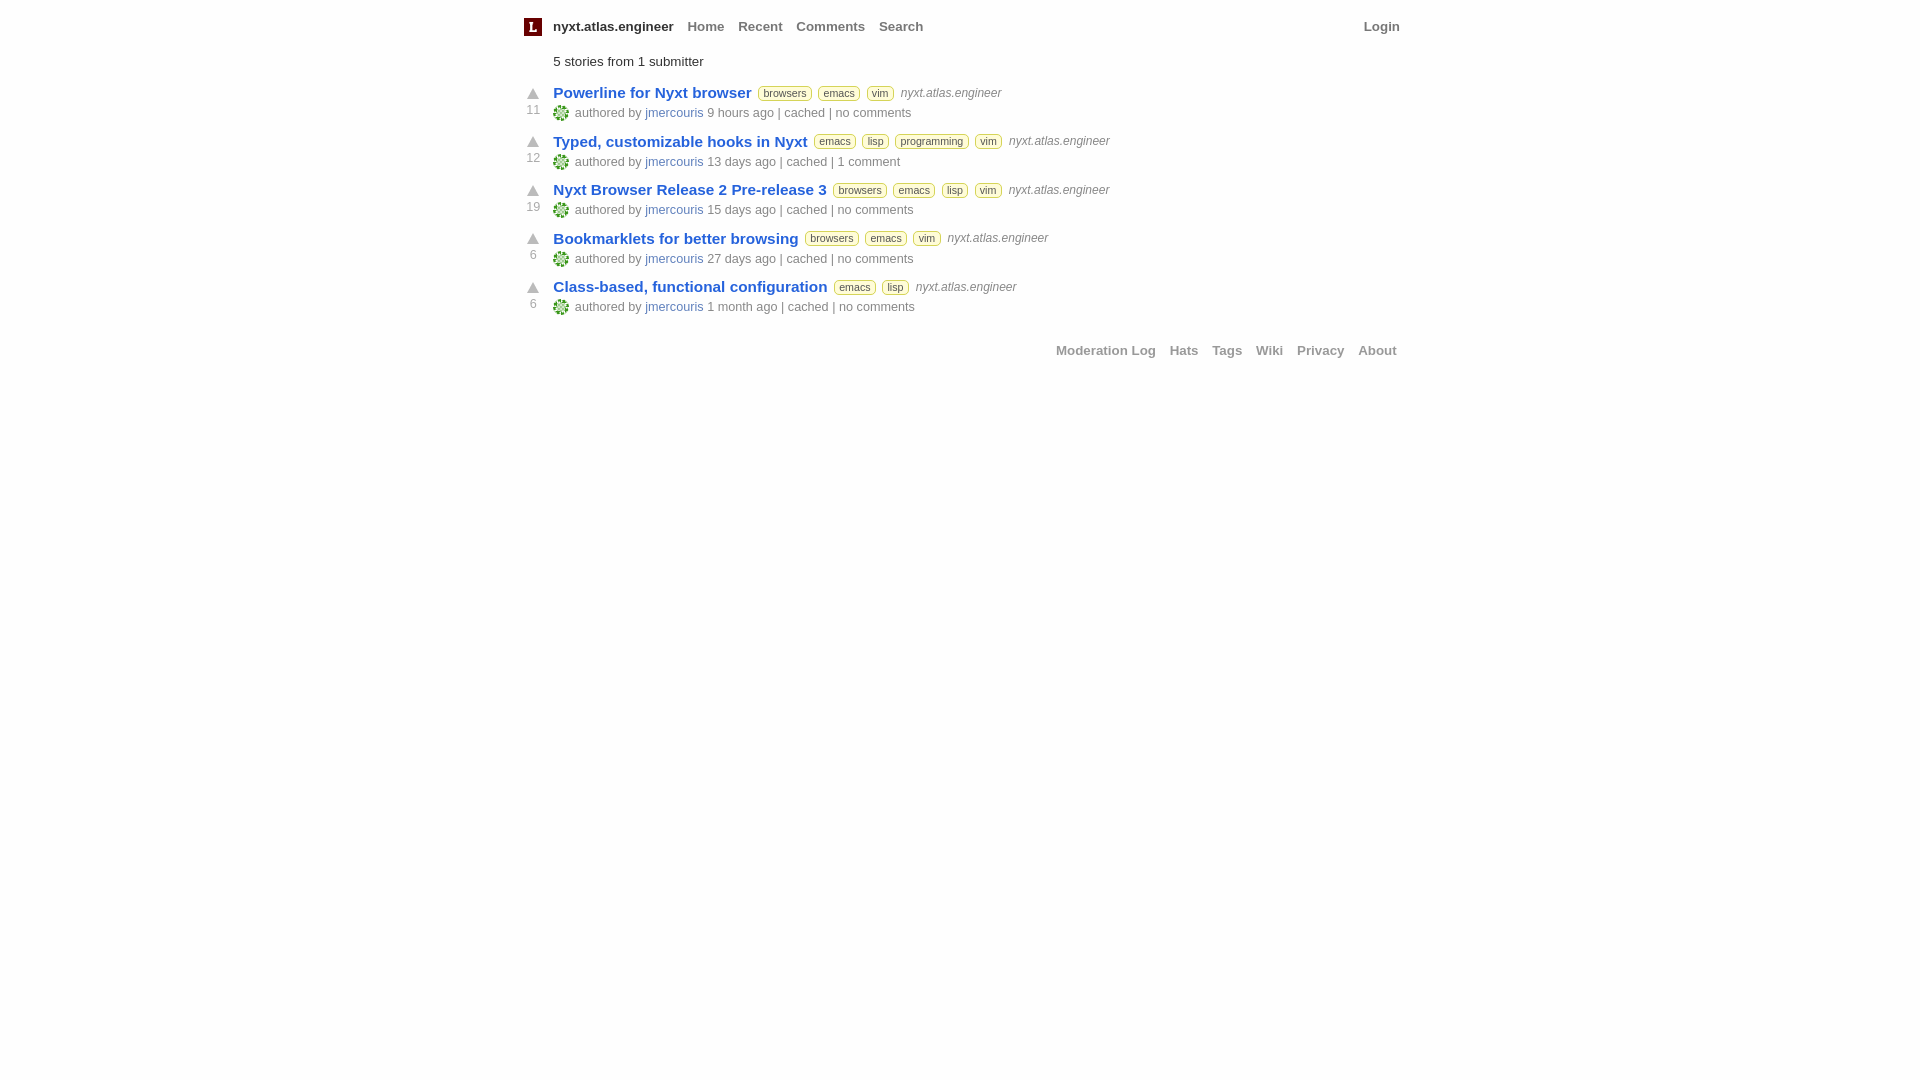 L nyxt.atlas.engineer Home Recent Comments Search Login
5 stories from 1 submitter
Powerline for Nyxt browser browsers emacs vim nyxt.atlas.engineer
11
authored by jmercouris 9 hours ago | cached | no comments
Typed, customizable hooks in Nyxt emacs lisp programming vim nyxt.atlas.engineer
12
authored by jmercouris 13 days ago | cached | 1 comment
Nyxt Browser Release 2 Pre-release 3 browsers emacs lisp vim nyxt.atlas.engineer
19
authored by jmercouris 15 days ago | cached | no comments
Bookmarklets for better browsing browsers emacs vim nyxt.atlas.engineer
6
authored by jmercouris 27 days ago | cached | no comments
Class-based, functional configuration emacs lisp nyxt.atlas.engineer
6
authored by jmercouris 1 month ago | cached | no comments
Moderation Log Hats Tags Wiki Privacy About